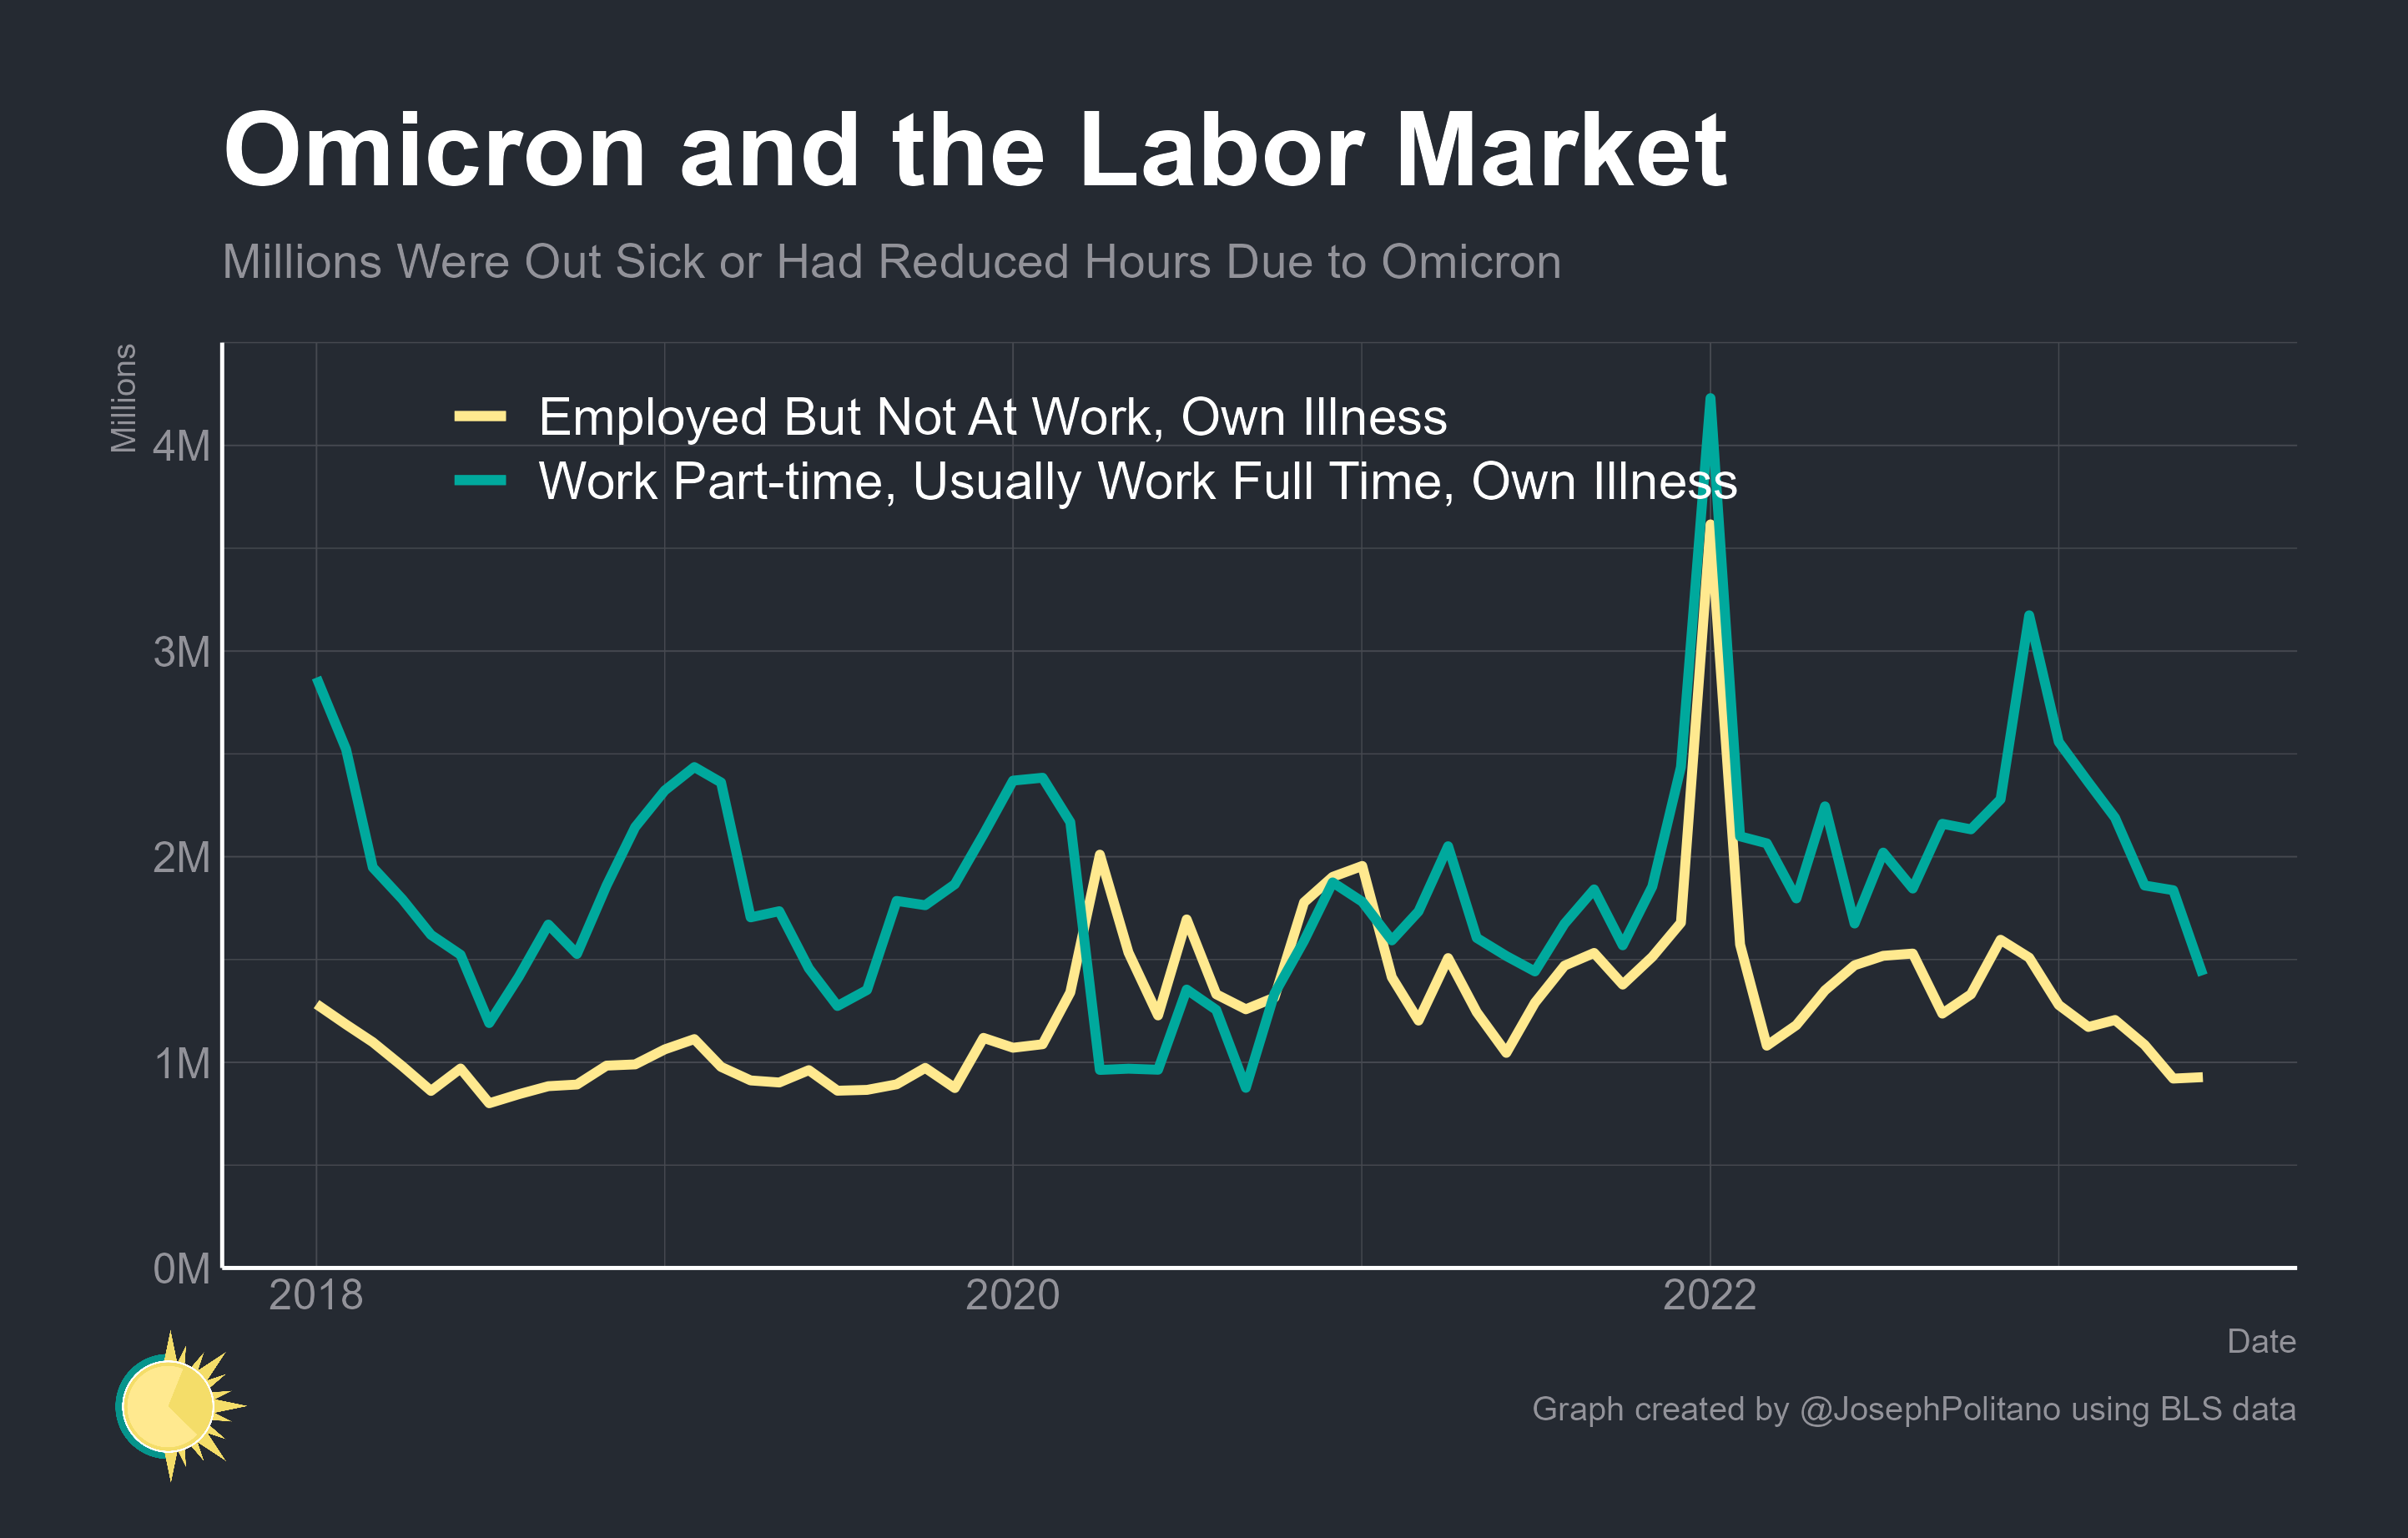 Omicron and the Labor Market
Millions Were Out Sick or Had Reduced Hours Due to Omicron
Millions
Employed But Not At Work, Own Illness
Work Part-time, Usually Work Full Time, Own Illness
4M
3M
2M
1M
0M
2018
2020
2022
Date
Graph created by @JosephPolitano using BLS data